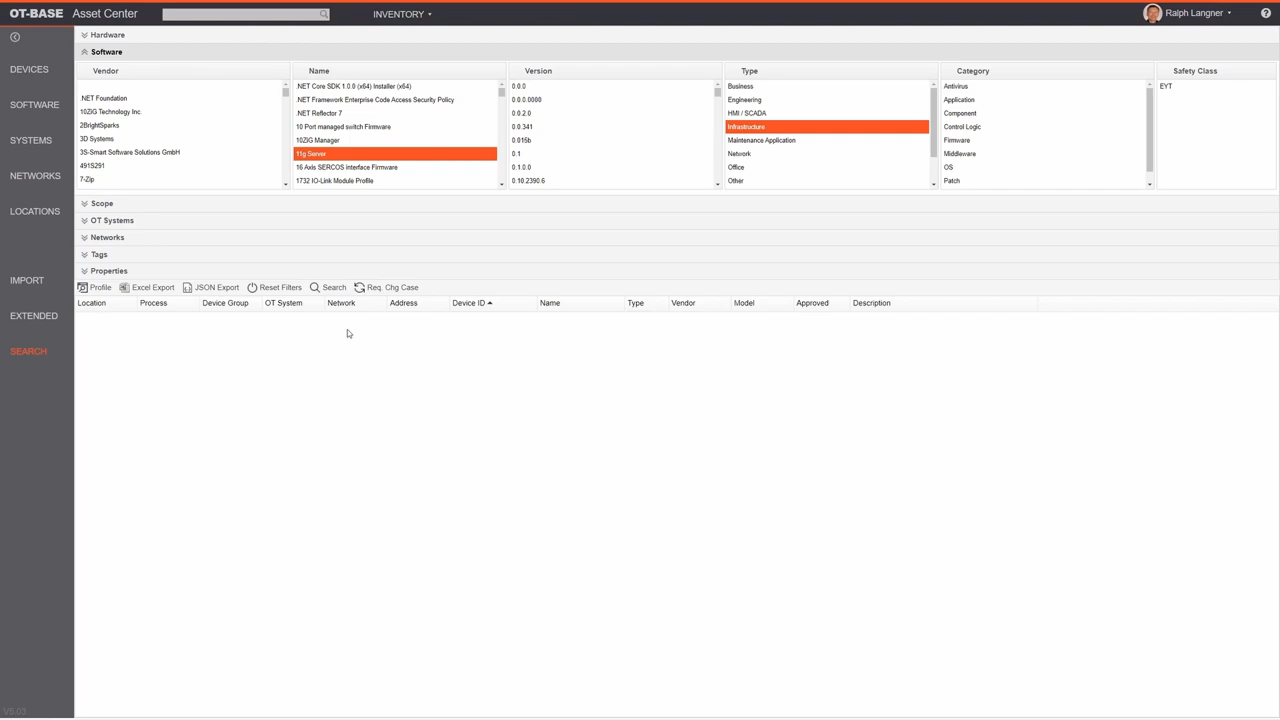 OT-BASE Asset Center INVENTORY Ralph Langner ?
Hardware
Software
Vendor Name Version Type Category Safety Class
.NET Core SDK 1.0.0 (x64) Installer (x64) 0.0.0 Business Antivirus EYT
.NET Foundation .NET Framework Enterprise Code Access Security Policy 0.0.0.0000 Engineering Application
10ZiG Technology Inc. .NET Reflector 7 0.0.2.0 HMI / SCADA Component
2BrightSparks 10 Port managed switch Firmware 0.0.341 Infrastructure Control Logic
3D Systems 10ZiG Manager 0.015b Maintenance Application Firmware
3S-Smart Software Solutions GmbH 11g Server 0.1 Network Middleware
491S291 16 Axis SERCOS interface Firmware 0.1.0.0 Office OS
7-Zip 1732 IO-Link Module Profile 0.10.2390.6 Other Patch
Scope
OT Systems
Networks
Tags
Properties
Profile Excel Export JSON Export Reset Filters Search Req. Chg Case
Location Process Device Group OT System Network Address Device ID Name Type Vendor Model Approved Description
DEVICES
SOFTWARE
SYSTEMS
NETWORKS
LOCATIONS
IMPORT
EXTENDED
SEARCH
V5.03